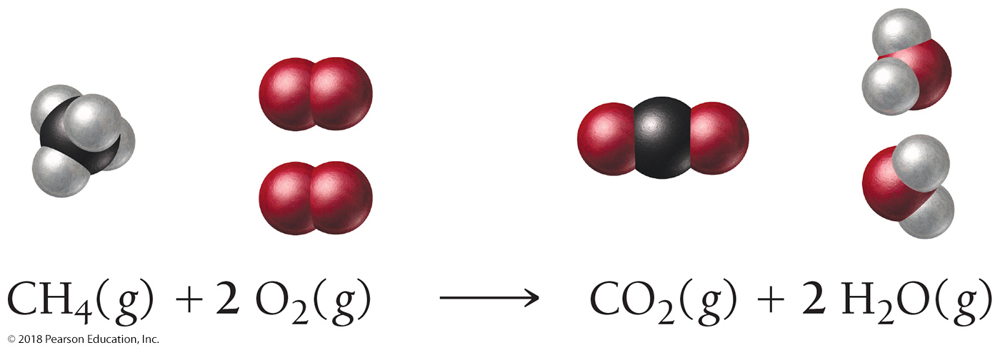 CH₄(g) + 2 O₂(g) ⟶ CO₂(g) + 2 H₂O(g)
© 2018 Pearson Education, Inc.